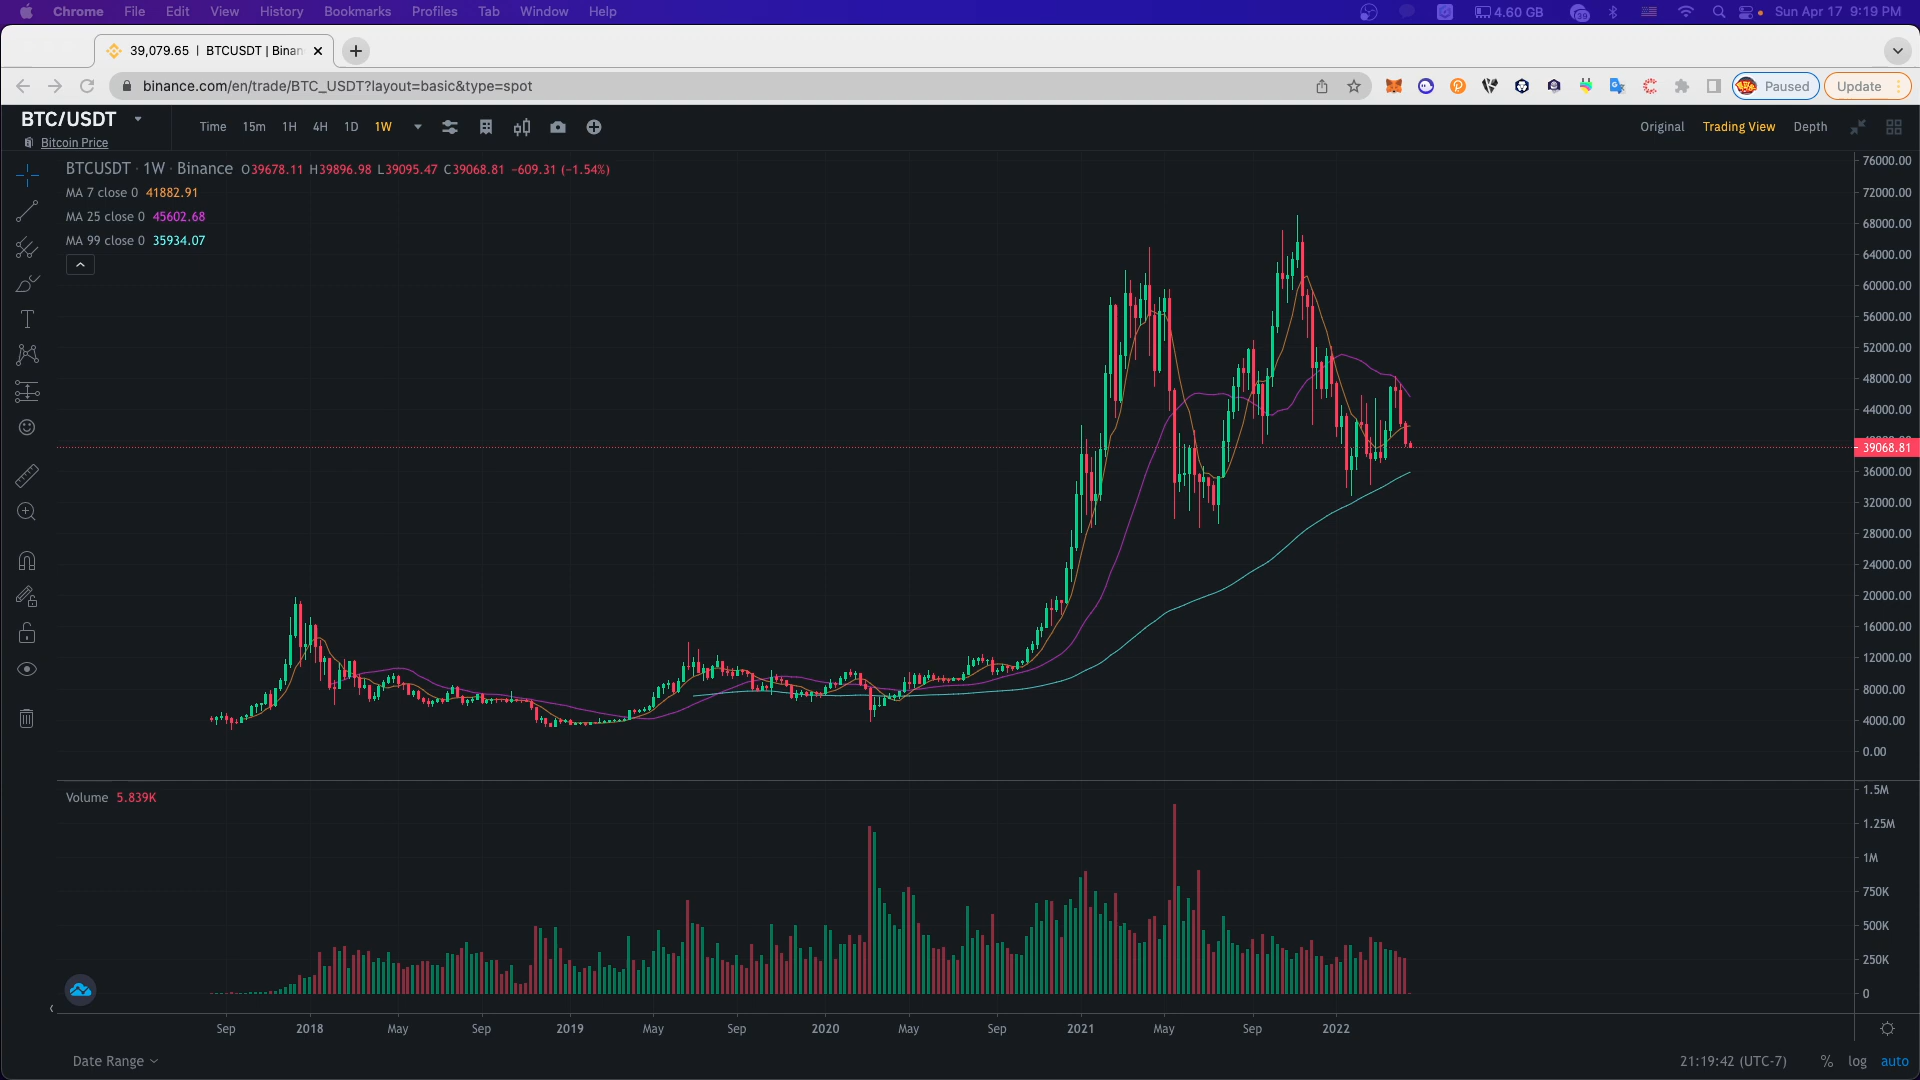 Chrome File Edit View History Bookmarks Profiles Tab Window Help 4.60 GB Sun Apr 17 9:19 PM
39,079.65 | BTCUSDT | Binan
binance.com/en/trade/BTC_USDT?layout=basic&type=spot Paused Update
BTC/USDT Time 15m 1H 4H 1D 1W Original Trading View Depth
Bitcoin Price
BTCUSDT · 1W · Binance O39678.11 H39896.98 L39095.47 C39068.81 −609.31 (−1.54%)
MA 7 close 0 41882.91
MA 25 close 0 45602.68
MA 99 close 0 35934.07
76000.00
72000.00
68000.00
64000.00
60000.00
56000.00
52000.00
48000.00
44000.00
39068.81
36000.00
32000.00
28000.00
24000.00
20000.00
16000.00
12000.00
8000.00
4000.00
0.00
Volume 5.839K
1.5M
1.25M
1M
750K
500K
250K
0
Sep 2018 May Sep 2019 May Sep 2020 May Sep 2021 May Sep 2022
Date Range 21:19:42 (UTC-7) % log auto